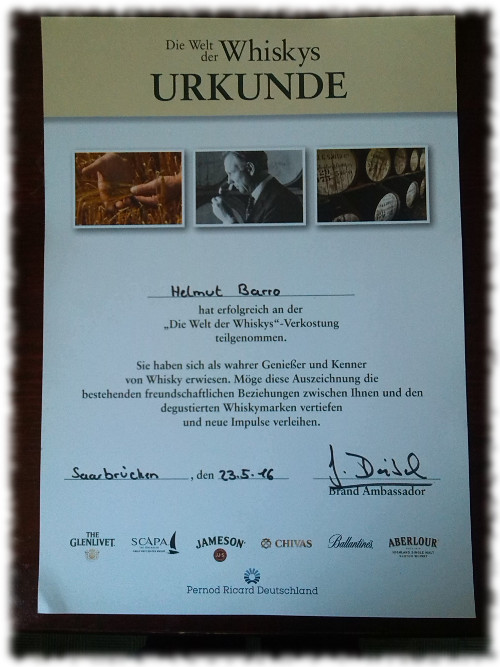 Die Welt
der Whiskys
URKUNDE
Helmut Barro
hat erfolgreich an der
„Die Welt der Whiskys“-Verkostung
teilgenommen.
Sie haben sich als wahrer Genießer und Kenner
von Whisky erwiesen. Möge diese Auszeichnung die
bestehenden freundschaftlichen Beziehungen zwischen Ihnen und den
degustierten Whiskymarken vertiefen
und neue Impulse verleihen.
Saarbrücken, den 23.5.16
Brand Ambassador
THE
GLENLIVET.
SCAPA
JAMESON
CHIVAS
Ballantine's
ABERLOUR
Pernod Ricard Deutschland